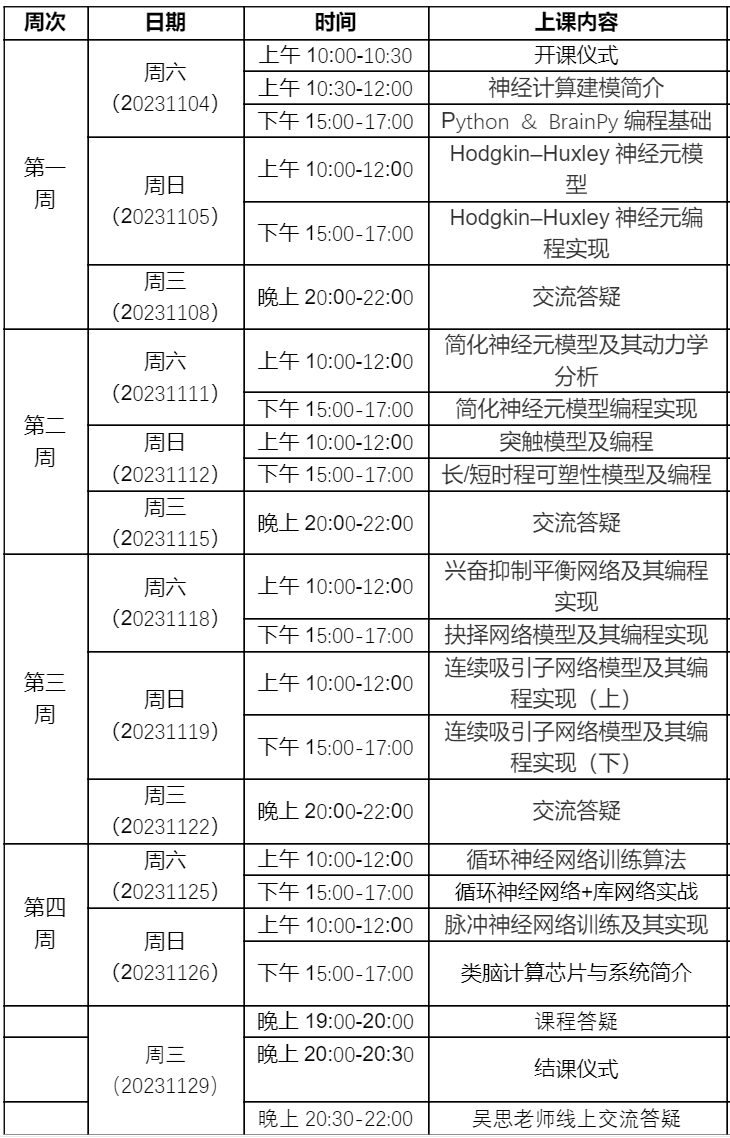 周次 日期 时间 上课内容
第一
周
周六
（20231104）
上午 10:00-10:30 开课仪式
上午 10:30-12:00 神经计算建模简介
下午 15:00-17:00 Python & BrainPy 编程基础
周日
（20231105）
上午 10:00-12:00 Hodgkin–Huxley 神经元模
型
下午 15:00-17:00 Hodgkin–Huxley 神经元编
程实现
周三
（20231108）
晚上 20:00-22:00 交流答疑
第二
周
周六
（20231111）
上午 10:00-12:00 简化神经元模型及其动力学
分析
下午 15:00-17:00 简化神经元模型编程实现
周日
（20231112）
上午 10:00-12:00 突触模型及编程
下午 15:00-17:00 长/短时程可塑性模型及编程
周三
（20231115）
晚上 20:00-22:00 交流答疑
第三
周
周六
（20231118）
上午 10:00-12:00 兴奋抑制平衡网络及其编程
实现
下午 15:00-17:00 抉择网络模型及其编程实现
周日
（20231119）
上午 10:00-12:00 连续吸引子网络模型及其编
程实现（上）
下午 15:00-17:00 连续吸引子网络模型及其编
程实现（下）
周三
（20231122）
晚上 20:00-22:00 交流答疑
第四
周
周六
（20231125）
上午 10:00-12:00 循环神经网络训练算法
下午 15:00-17:00 循环神经网络+库网络实战
周日
（20231126）
上午 10:00-12:00 脉冲神经网络训练及其实现
下午 15:00-17:00 类脑计算芯片与系统简介
周三
（20231129）
晚上 19:00-20:00 课程答疑
晚上 20:00-20:30 结课仪式
晚上 20:30-22:00 吴思老师线上交流答疑